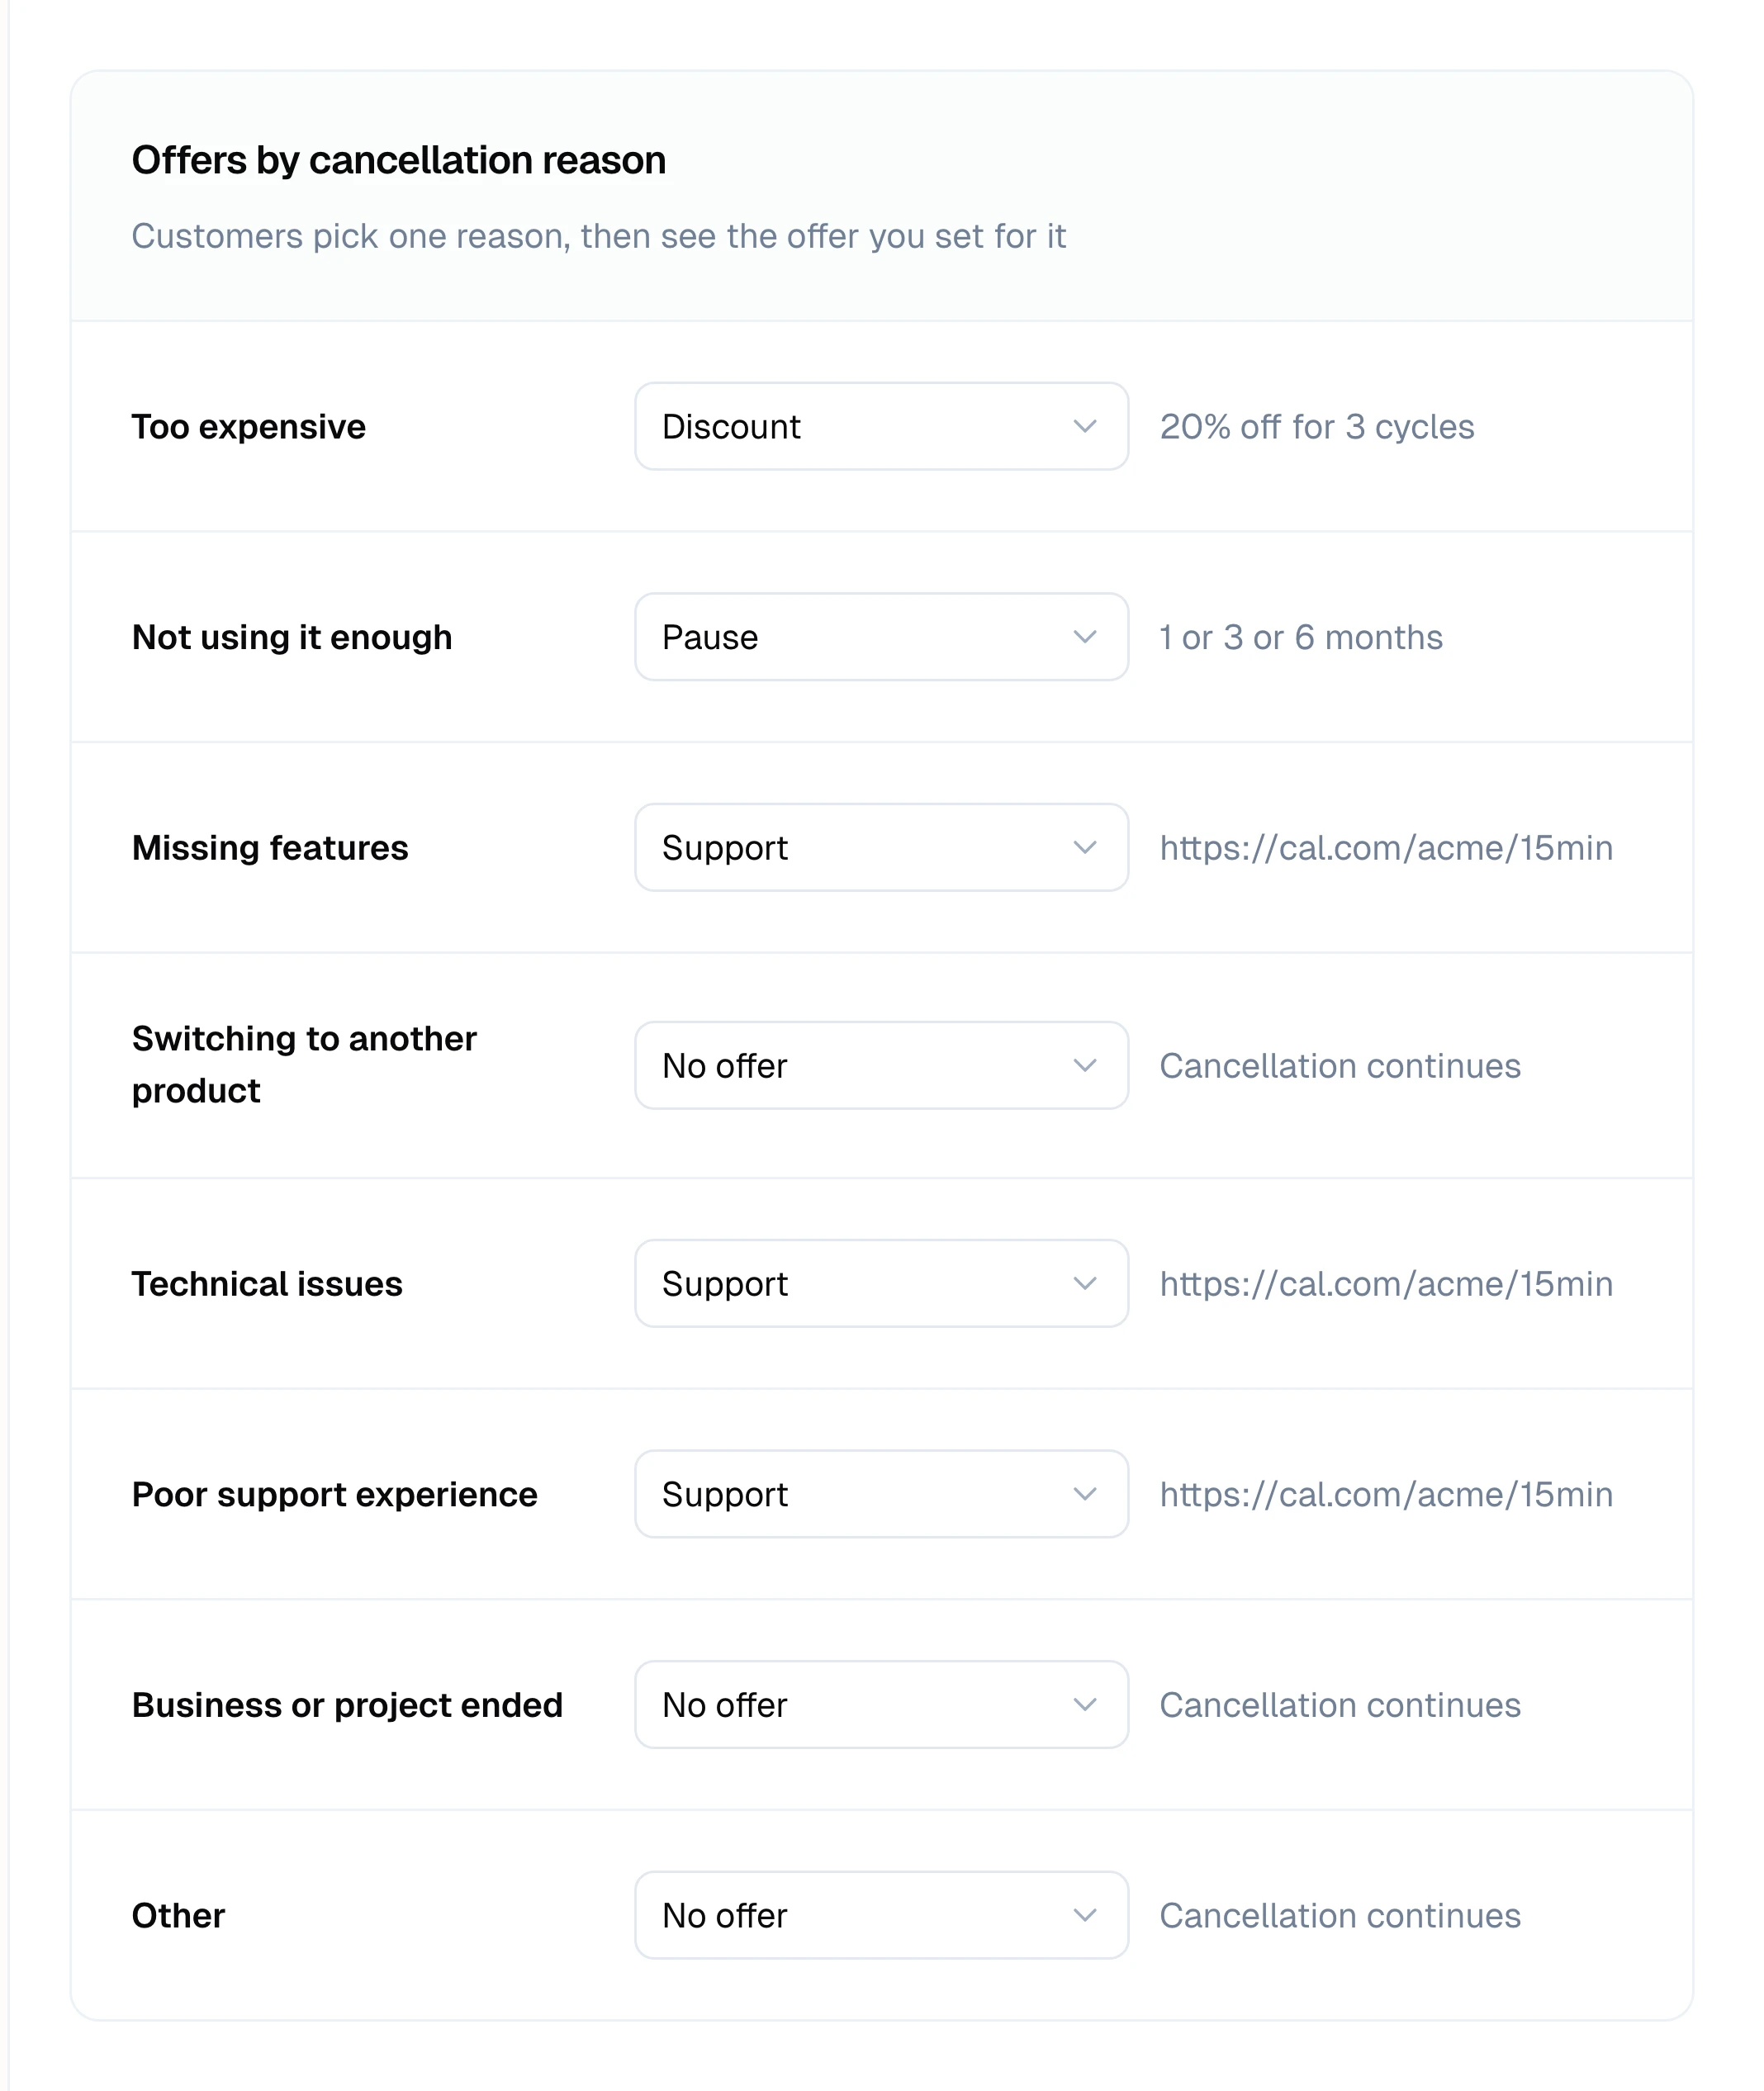 Offers by cancellation reason
Customers pick one reason, then see the offer you set for it
Too expensive
Discount
20% off for 3 cycles
Not using it enough
Pause
1 or 3 or 6 months
Missing features
Support
https://cal.com/acme/15min
Switching to another
product
No offer
Cancellation continues
Technical issues
Support
https://cal.com/acme/15min
Poor support experience
Support
https://cal.com/acme/15min
Business or project ended
No offer
Cancellation continues
Other
No offer
Cancellation continues